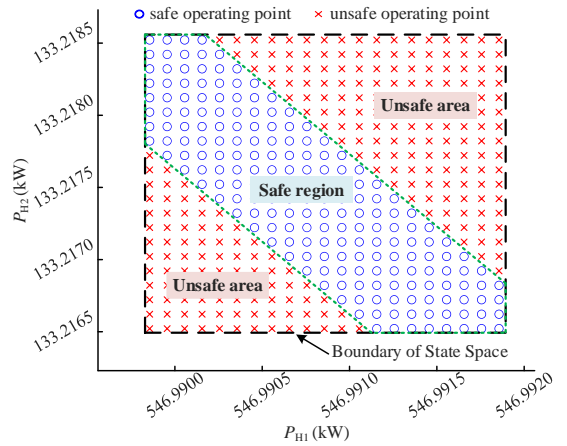 safe operating point × unsafe operating point
133.2185
133.2180
133.2175
133.2170
133.2165
P_H2 (kW)
Unsafe area
Safe region
Unsafe area
Boundary of State Space
546.9900
546.9905
546.9910
546.9915
546.9920
P_H1 (kW)